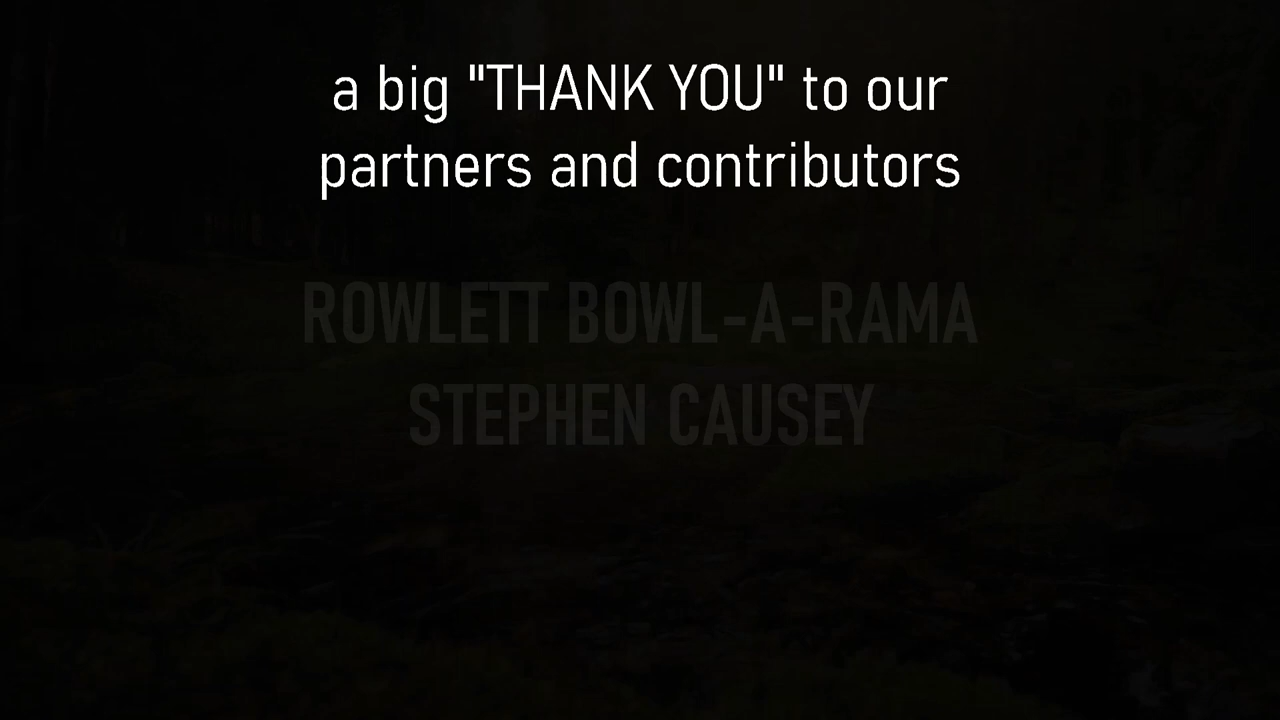 a big "THANK YOU" to our
partners and contributors
ROWLETT BOWL-A-RAMA
STEPHEN CAUSEY